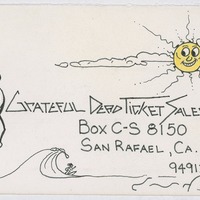 Grateful Dead Ticket Sales
Box C-S 8150
San Rafael, Ca.
9491